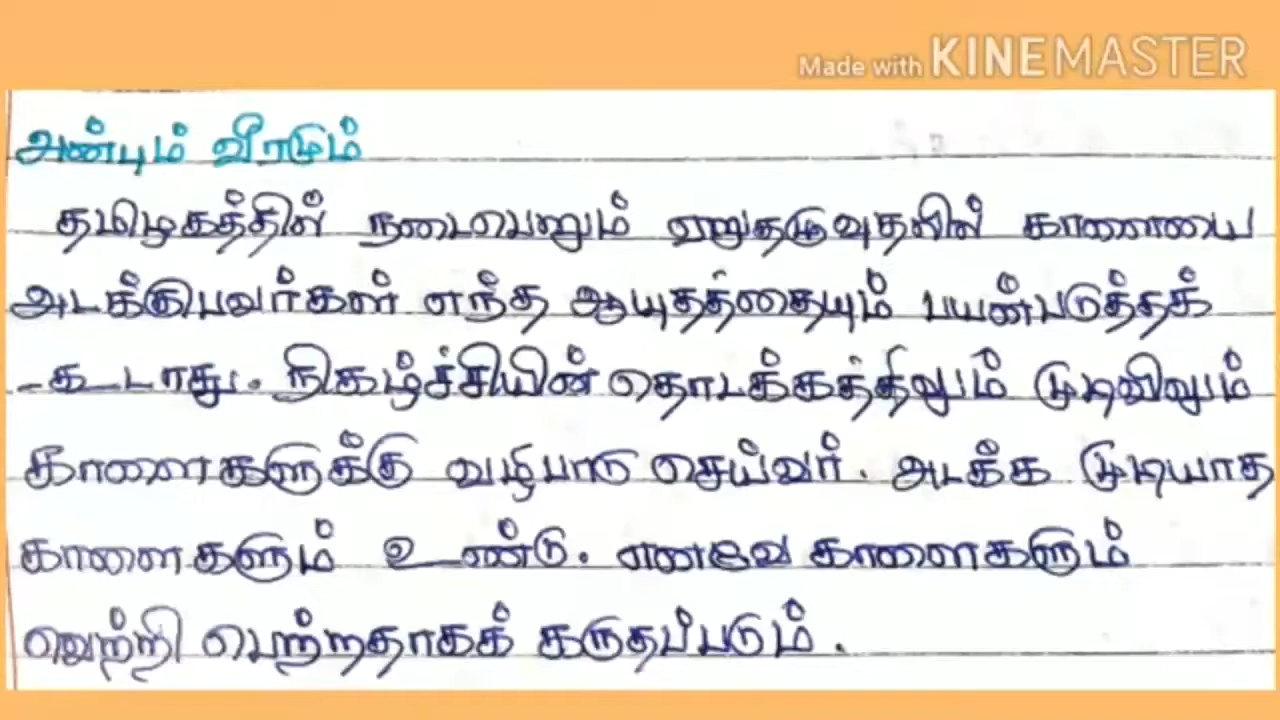 Made with KINEMASTER
அன்பும் வீரமும்
தமிழகத்தில் நடைபெறும் ஏறுதழுவுதலில் காளையை
அடக்குபவர்கள் எந்த ஆயுதத்தையும் பயன்படுத்தக்
கூடாது. நிகழ்ச்சியின் தொடக்கத்திலும் முடிவிலும்
காளைகளுக்கு வழிபாடு செய்வர். அடக்க முடியாத
காளைகளும் உண்டு. எனவே காளைகளும்
வெற்றி பெற்றதாகக் கருதப்படும்.